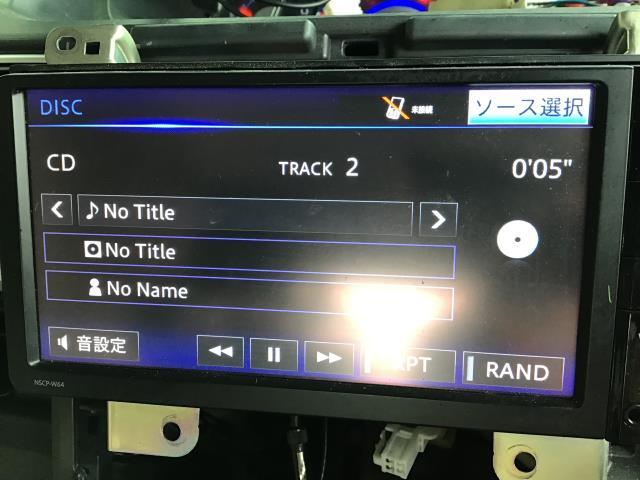 DISC
未接続
ソース選択
CD
TRACK 2
0'05"
No Title
No Title
No Name
音設定
RAND
NSCP-W64